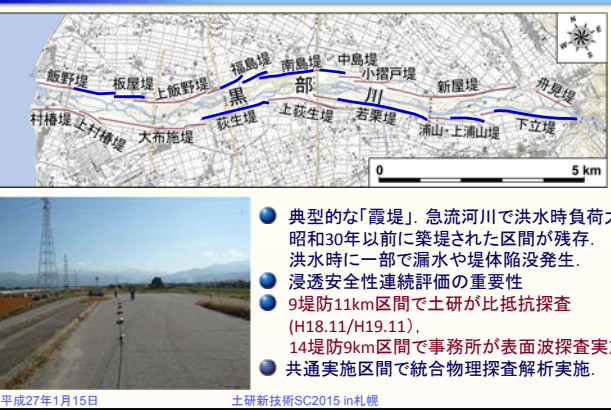 N
W
E
S
飯野堤 板屋堤 上飯野堤 福島堤 南島堤 中島堤 小摺戸堤 新屋堤 舟見堤
黒部川
村椿堤 上村椿堤 大布施堤 荻生堤 上荻生堤 若栗堤 浦山・上浦山堤 下立堤
0 5 km
典型的な「霞堤」. 急流河川で洪水時負荷
昭和30年以前に築堤された区間が残存.
洪水時に一部で漏水や堤体陥没発生.
浸透安全性連続評価の重要性
9堤防11km区間で土研が比抵抗探査
(H18.11/H19.11),
14堤防9km区間で事務所が表面波探査実
共通実施区間で統合物理探査解析実施.
平成27年1月15日 土研新技術SC2015 in札幌